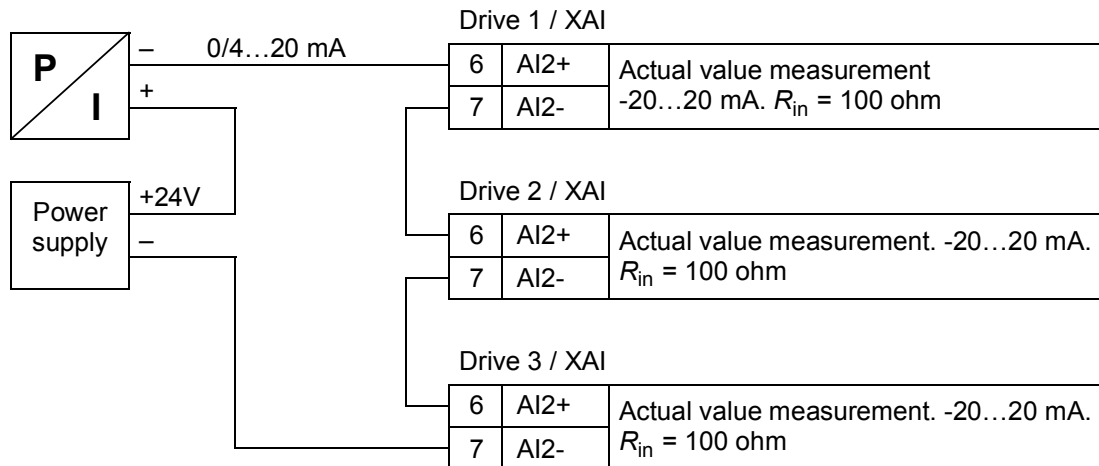 Drive 1 / XAI
P
I
–
0/4…20 mA
+
6 AI2+
7 AI2-
Actual value measurement
-20…20 mA. Rin = 100 ohm
Power
supply
+24V
–
Drive 2 / XAI
6 AI2+
7 AI2-
Actual value measurement. -20…20 mA.
Rin = 100 ohm
Drive 3 / XAI
6 AI2+
7 AI2-
Actual value measurement. -20…20 mA.
Rin = 100 ohm